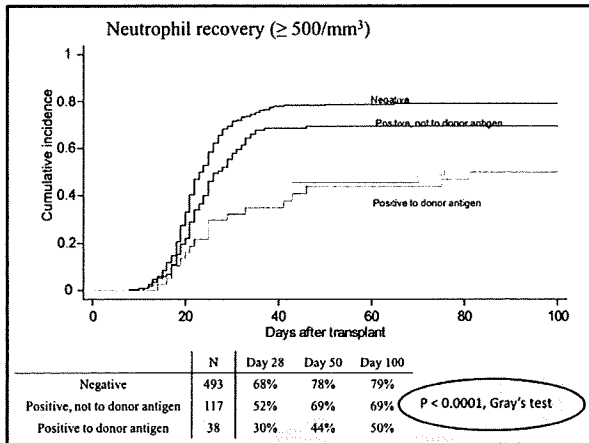 Neutrophil recovery (≥ 500/mm³)
Cumulative incidence
1
0.8
0.6
0.4
0.2
0
Negative
Positive, not to donor antigen
Positive to donor antigen
0 20 40 60 80 100
Days after transplant
N Day 28 Day 50 Day 100
Negative 493 68% 78% 79%
Positive, not to donor antigen 117 52% 69% 69%
Positive to donor antigen 38 30% 44% 50%
P < 0.0001, Gray's test